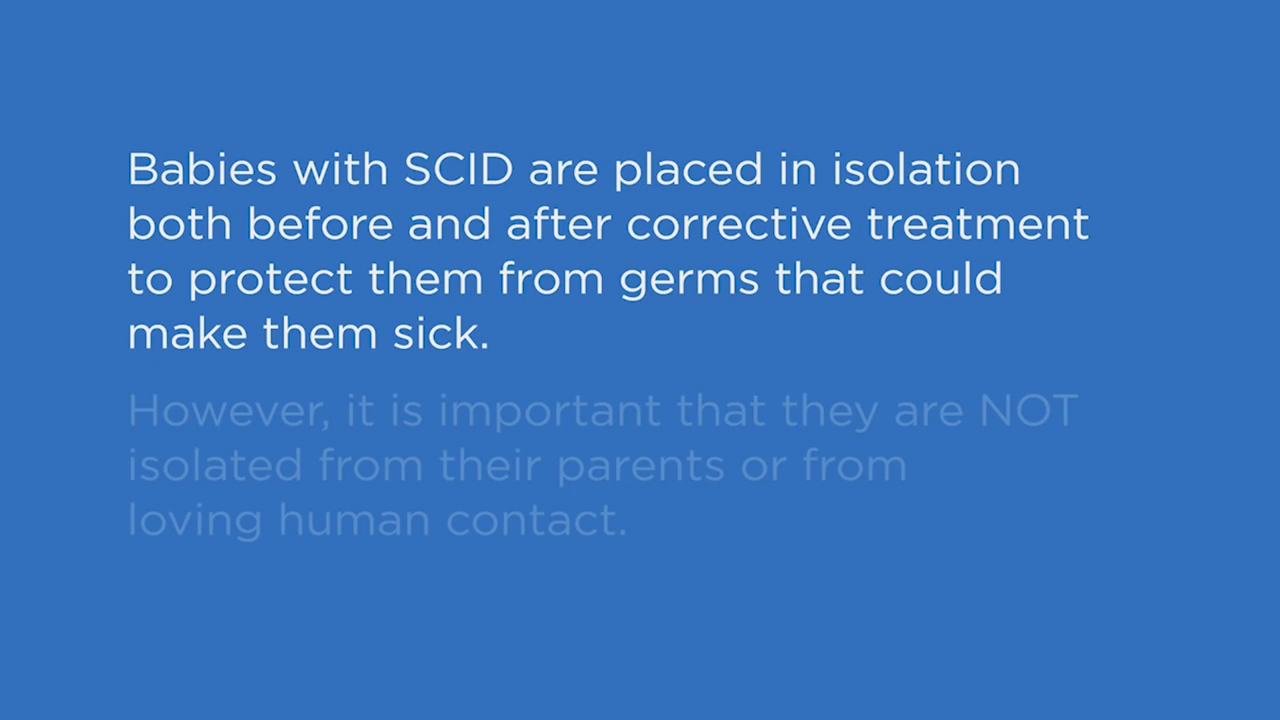 Babies with SCID are placed in isolation
both before and after corrective treatment
to protect them from germs that could
make them sick.
However, it is important that they are NOT
isolated from their parents or from
loving human contact.